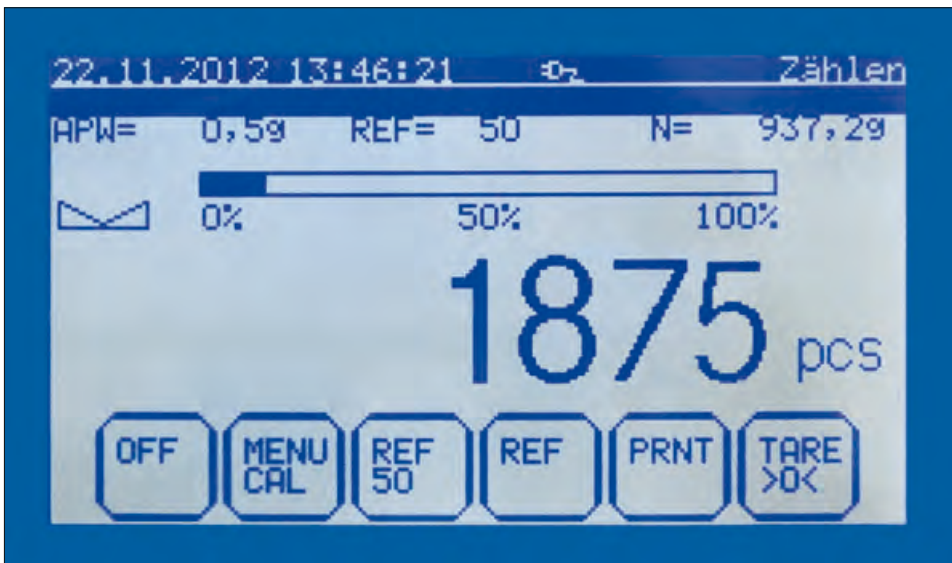 22.11.2012 13:46:21 Zählen
APW= 0,5g REF= 50 N= 937,2g
0% 50% 100%
1875 pcs
OFF MENU REF REF PRNT TARE
CAL 50 >0<